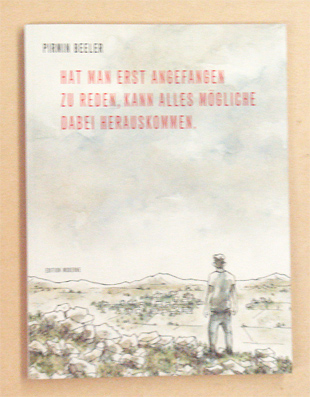 PIRMIN BEELER
HAT MAN ERST ANGEFANGEN
ZU REDEN, KANN ALLES MÖGLICHE
DABEI HERAUSKOMMEN.
EDITION MODERNE